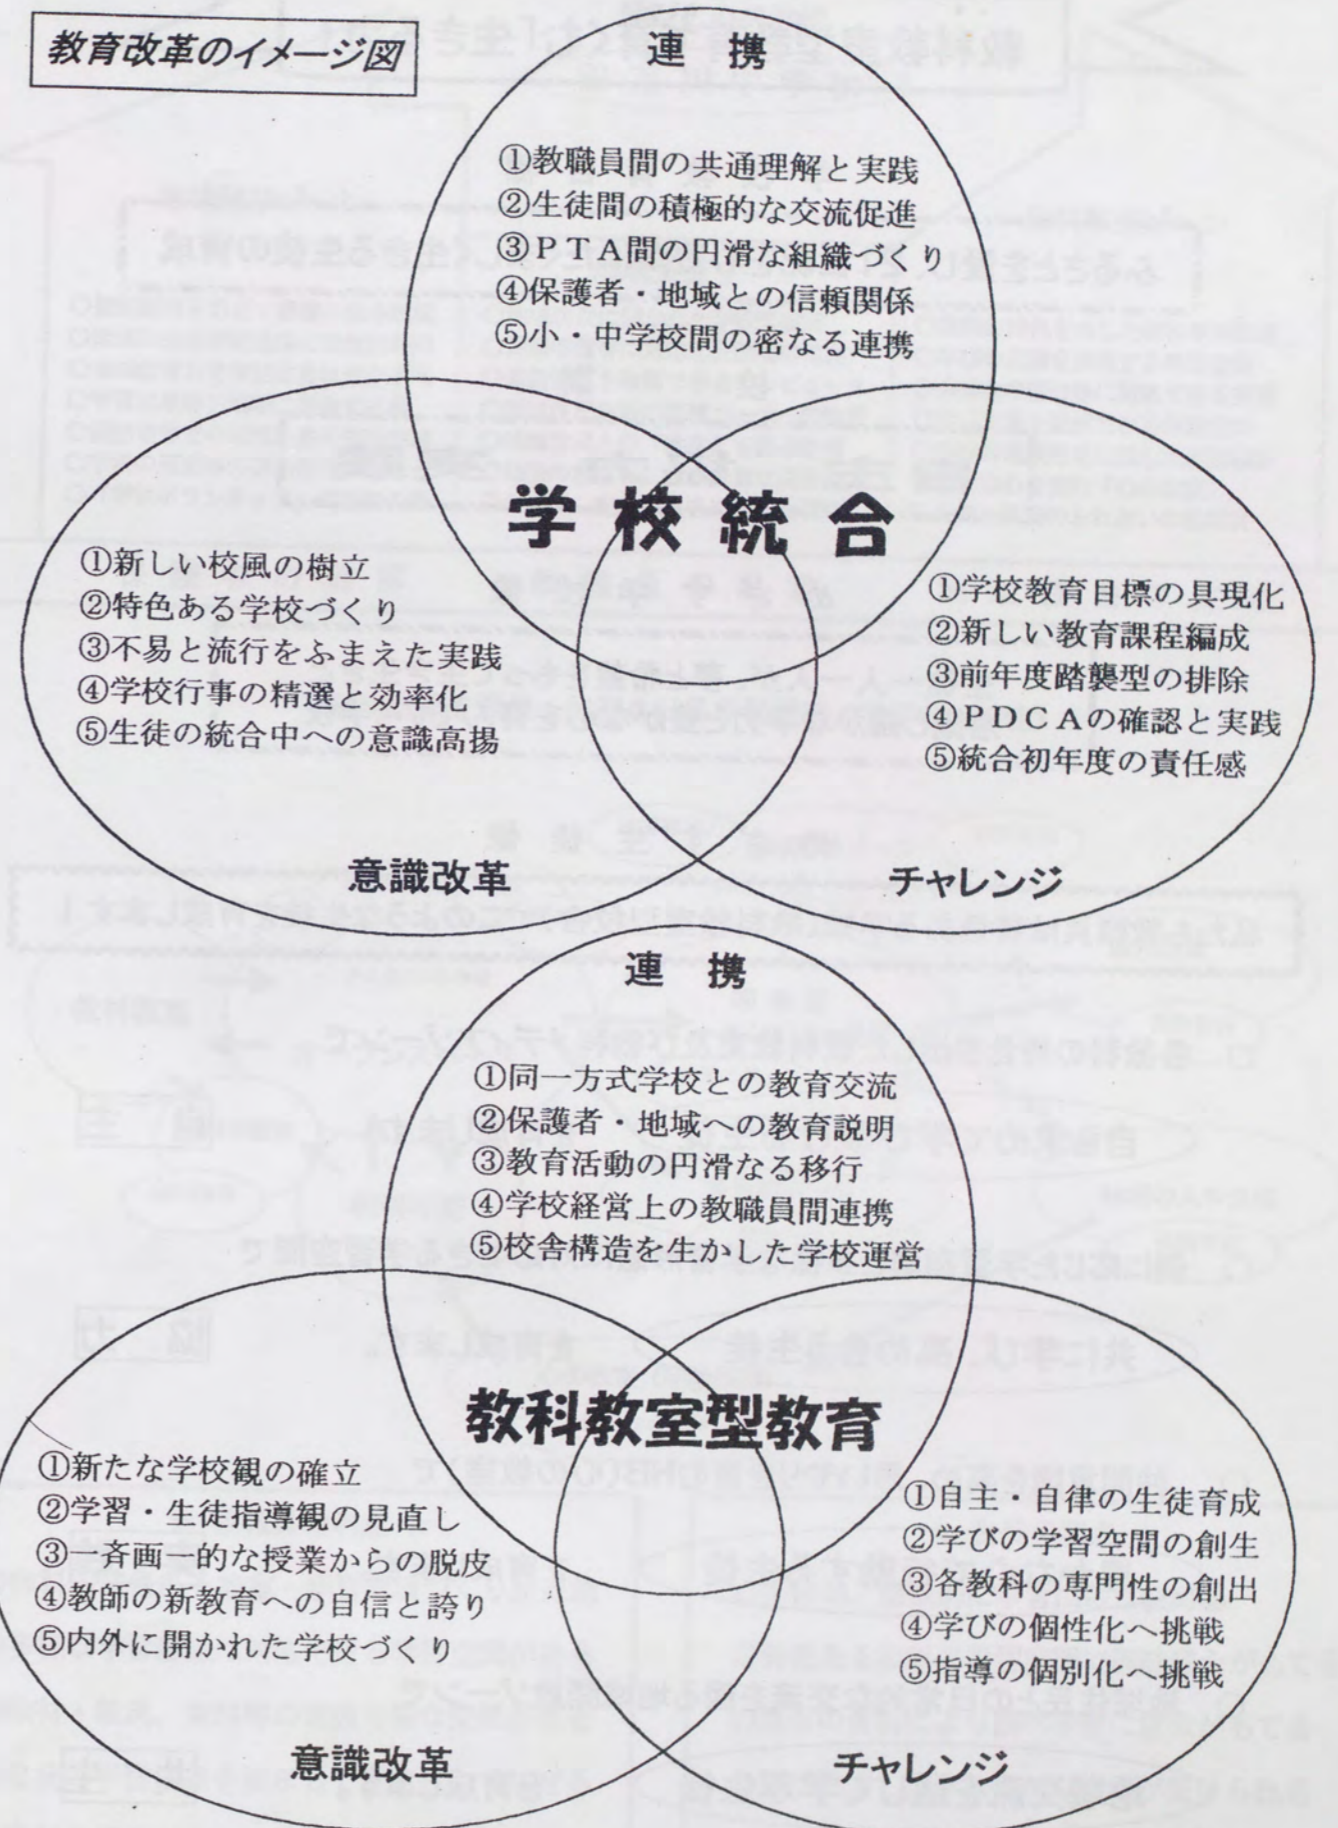 教育改革のイメージ図
連携
①教職員間の共通理解と実践
②生徒間の積極的な交流促進
③PTA間の円滑な組織づくり
④保護者・地域との信頼関係
⑤小・中学校間の密なる連携
学校統合
①新しい校風の樹立
②特色ある学校づくり
③不易と流行をふまえた実践
④学校行事の精選と効率化
⑤生徒の統合中への意識高揚
意識改革
①学校教育目標の具現化
②新しい教育課程編成
③前年度踏襲型の排除
④PDCAの確認と実践
⑤統合初年度の責任感
チャレンジ
連携
①同一方式学校との教育交流
②保護者・地域への教育説明
③教育活動の円滑なる移行
④学校経営上の教職員間連携
⑤校舎構造を生かした学校運営
教科教室型教育
①新たな学校観の確立
②学習・生徒指導観の見直し
③一斉画一的な授業からの脱皮
④教師の新教育への自信と誇り
⑤内外に開かれた学校づくり
意識改革
①自主・自律の生徒育成
②学びの学習空間の創生
③各教科の専門性の創出
④学びの個性化へ挑戦
⑤指導の個別化へ挑戦
チャレンジ